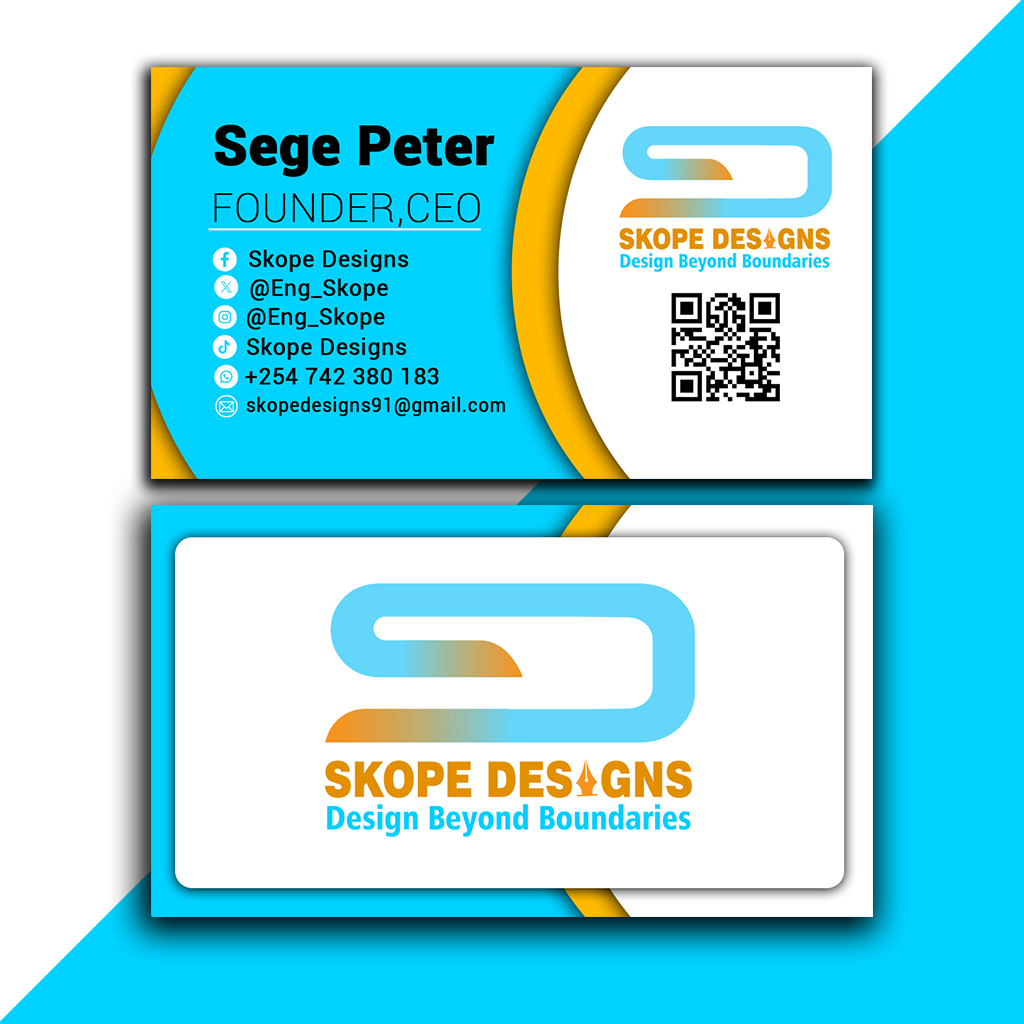 Sege Peter
FOUNDER,CEO
Skope Designs
@Eng_Skope
@Eng_Skope
Skope Designs
+254 742 380 183
skopedesigns91@gmail.com
SKOPE DESIGNS
Design Beyond Boundaries
SKOPE DESIGNS
Design Beyond Boundaries